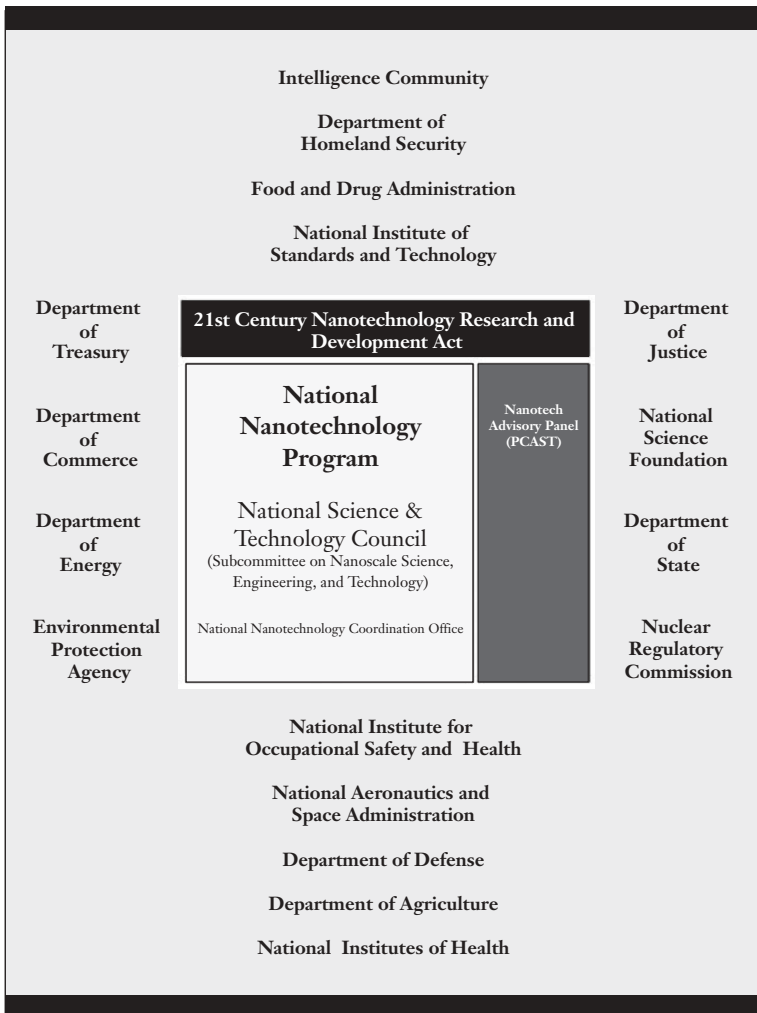 Intelligence Community
Department of
Homeland Security
Food and Drug Administration
National Institute of
Standards and Technology
Department
of
Treasury
Department
of
Commerce
Department
of
Energy
Environmental
Protection
Agency
21st Century Nanotechnology Research and
Development Act
National
Nanotechnology
Program
National Science &
Technology Council
(Subcommittee on Nanoscale Science,
Engineering, and Technology)
National Nanotechnology Coordination Office
Nanotech
Advisory Panel
(PCAST)
Department
of
Justice
National
Science
Foundation
Department
of
State
Nuclear
Regulatory
Commission
National Institute for
Occupational Safety and Health
National Aeronautics and
Space Administration
Department of Defense
Department of Agriculture
National Institutes of Health